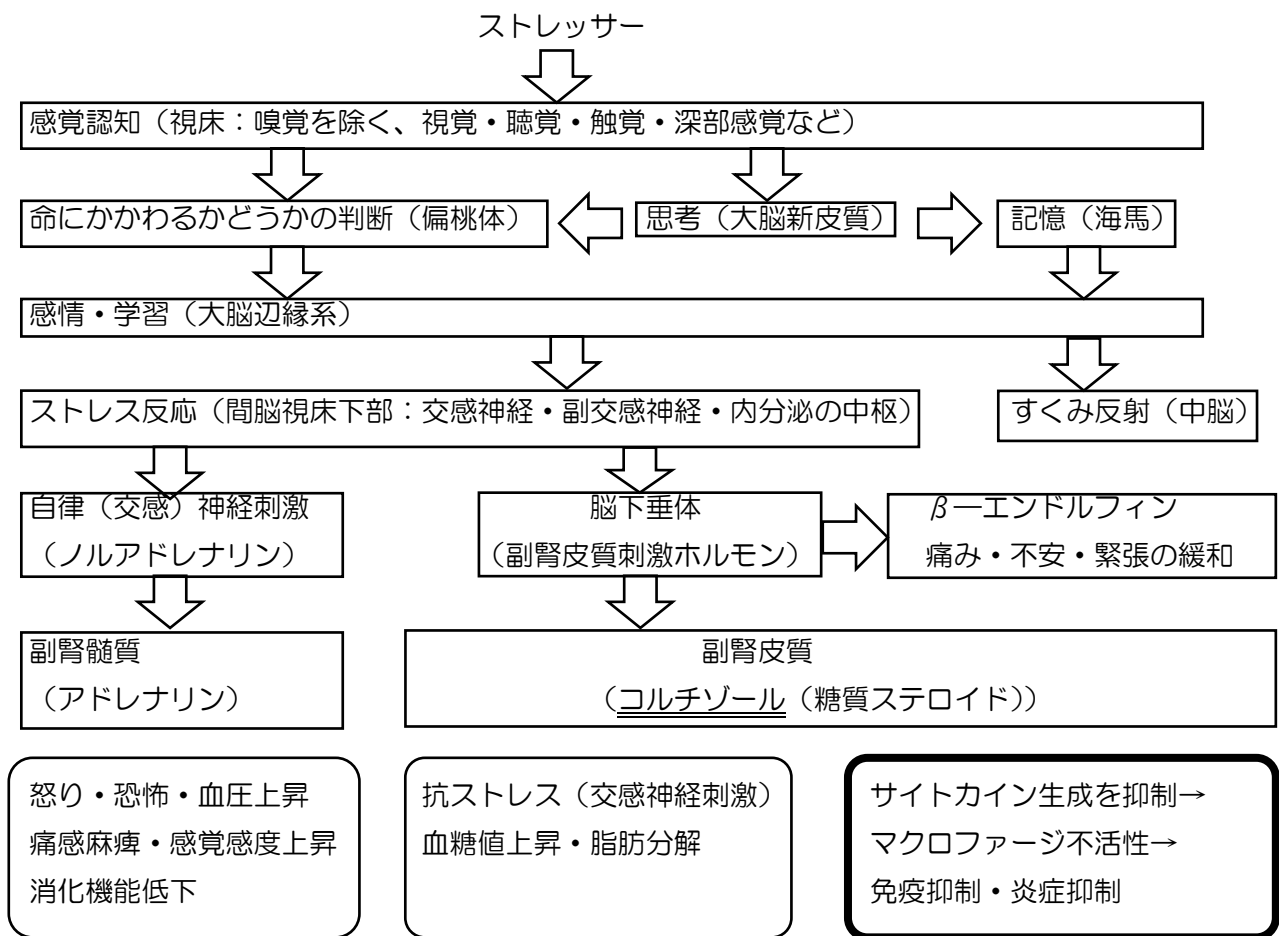 ストレッサー
感覚認知（視床：嗅覚を除く、視覚・聴覚・触覚・深部感覚など）
命にかかわるかどうかの判断（偏桃体）
思考（大脳新皮質）
記憶（海馬）
感情・学習（大脳辺縁系）
ストレス反応（間脳視床下部：交感神経・副交感神経・内分泌の中枢）
すくみ反射（中脳）
自律（交感）神経刺激
（ノルアドレナリン）
脳下垂体
（副腎皮質刺激ホルモン）
β―エンドルフィン
痛み・不安・緊張の緩和
副腎髄質
（アドレナリン）
副腎皮質
（コルチゾール（糖質ステロイド））
怒り・恐怖・血圧上昇
痛感麻痺・感覚感度上昇
消化機能低下
抗ストレス（交感神経刺激）
血糖値上昇・脂肪分解
サイトカイン生成を抑制→
マクロファージ不活性→
免疫抑制・炎症抑制